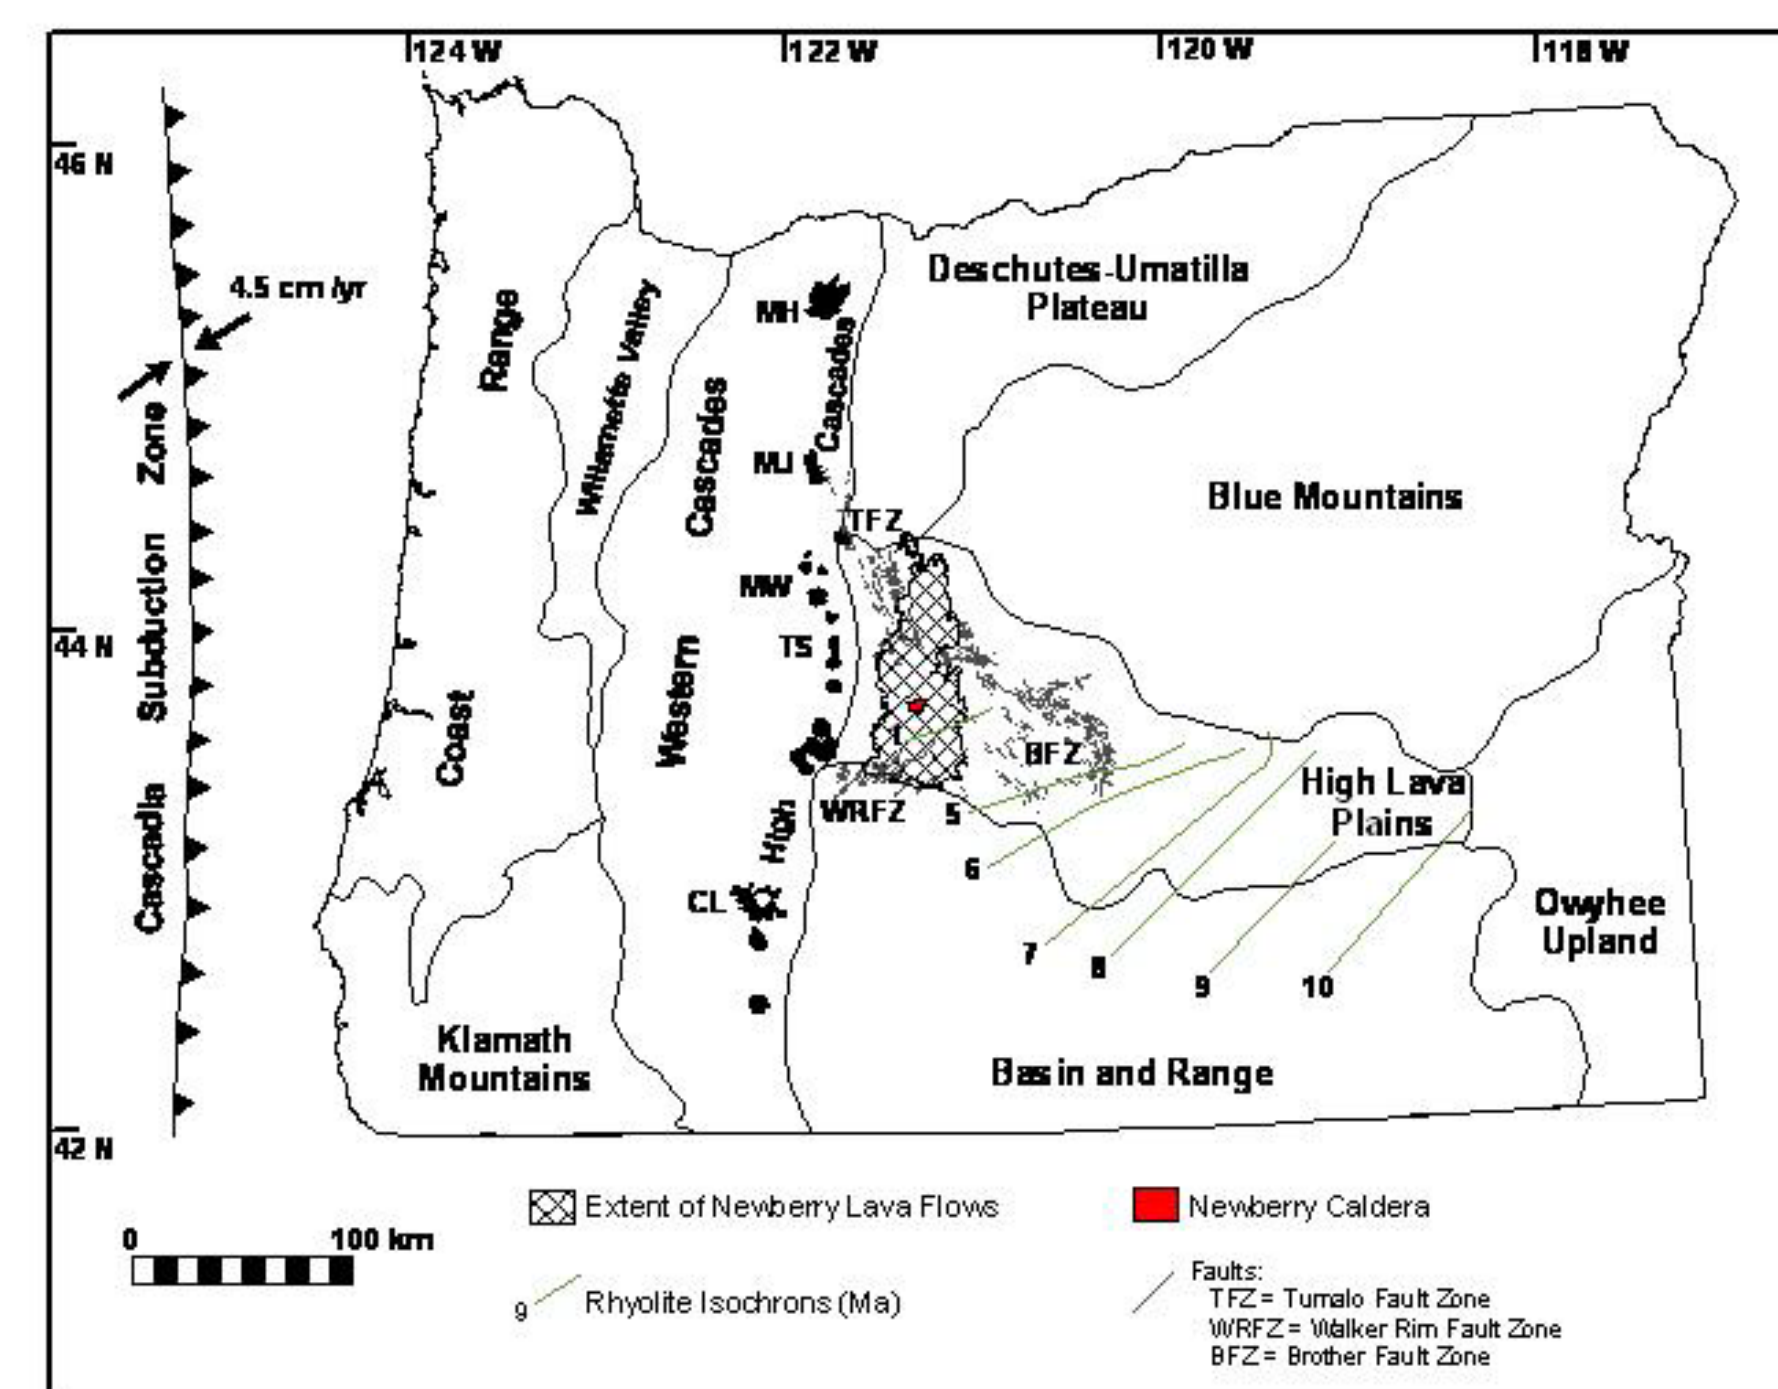 124 W
122 W
120 W
118 W
46 N
44 N
42 N
4.5 cm/yr
Cascadia Subduction Zone
Coast Range
Willamette Valley
Western Cascades
High Cascades
MH
MJ
MW
TS
CL
TFZ
BFZ
WRFZ
Deschutes-Umatilla
Plateau
Blue Mountains
High Lava
Plains
Owyhee
Upland
Basin and Range
Klamath
Mountains
1
5
6
7
8
9
10
Extent of Newberry Lava Flows
Newberry Caldera
0
100 km
9
Rhyolite Isochrons (Ma)
Faults:
TFZ = Tumalo Fault Zone
WRFZ = Walker Rim Fault Zone
BFZ = Brother Fault Zone